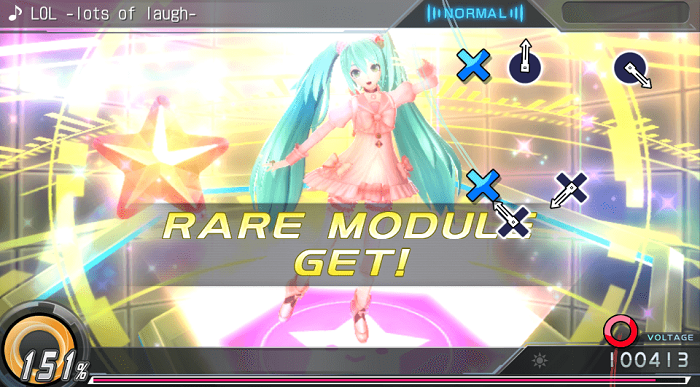 ♪ LOL -lots of laugh-
NORMAL
RARE MODULE
GET!
VOLTAGE
151%
100413